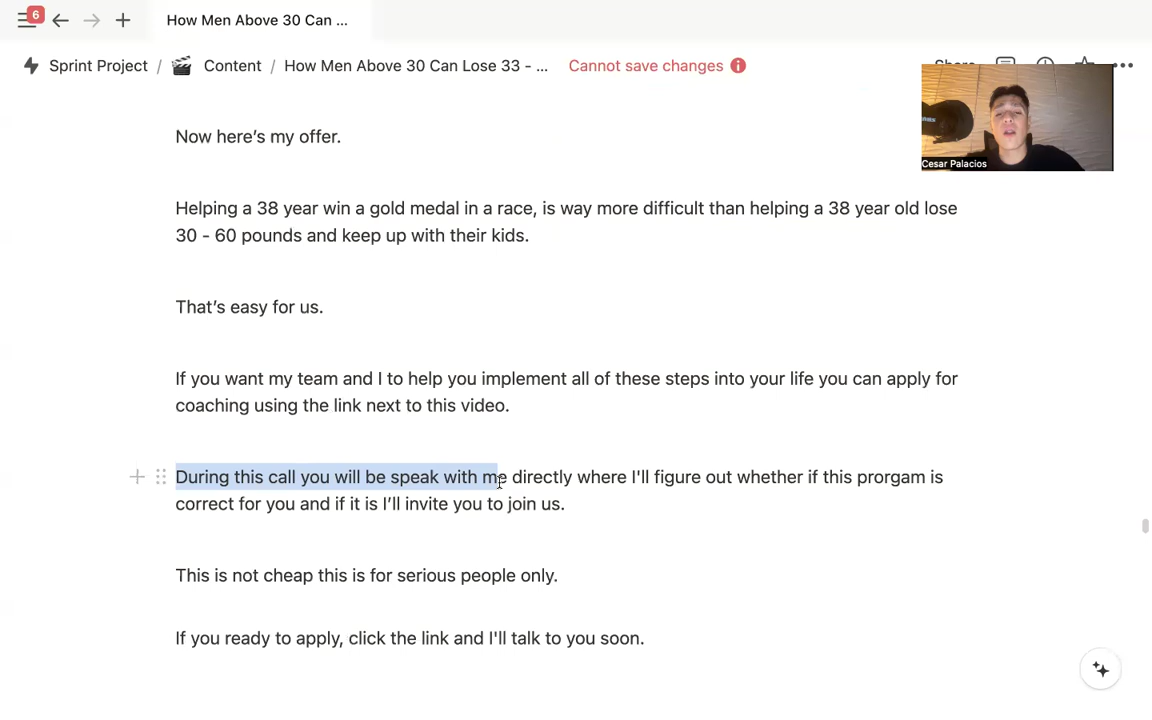 6
How Men Above 30 Can ...
Sprint Project / Content / How Men Above 30 Can Lose 33 - ... Cannot save changes
Cesar Palacios
Now here's my offer.
Helping a 38 year win a gold medal in a race, is way more difficult than helping a 38 year old lose
30 - 60 pounds and keep up with their kids.
That's easy for us.
If you want my team and I to help you implement all of these steps into your life you can apply for
coaching using the link next to this video.
During this call you will be speak with me directly where I'll figure out whether if this prorgam is
correct for you and if it is I'll invite you to join us.
This is not cheap this is for serious people only.
If you ready to apply, click the link and I'll talk to you soon.